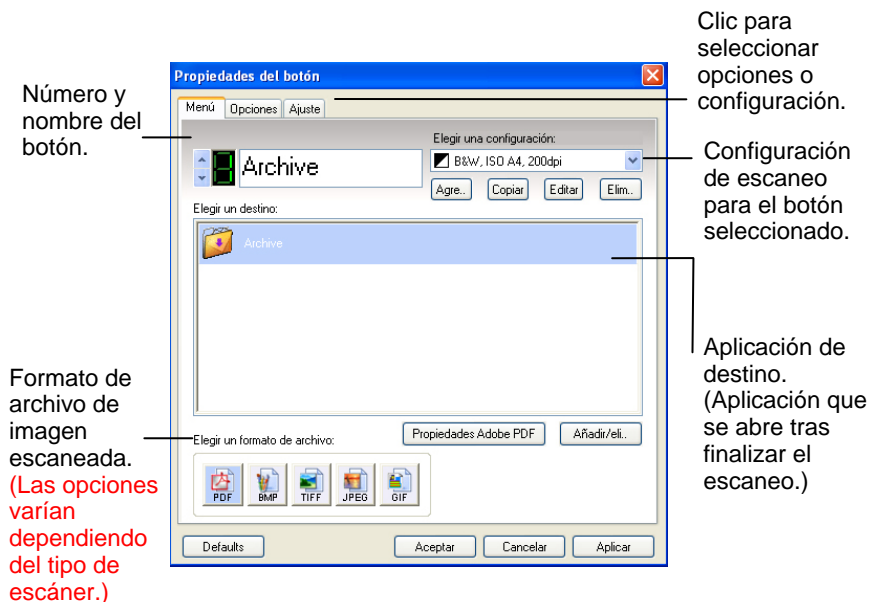 Clic para
seleccionar
opciones o
configuración.
Número y
nombre del
botón.
Propiedades del botón
Menú Opciones Ajuste
Elegir una configuración:
3 Archive
B&W, ISO A4, 200dpi
Agre.. Copiar Editar Elim..
Configuración
de escaneo
para el botón
seleccionado.
Elegir un destino:
Archive
Aplicación de
destino.
(Aplicación que
se abre tras
finalizar el
escaneo.)
Formato de
archivo de
imagen
escaneada.
(Las opciones
varían
dependiendo
del tipo de
escáner.)
Propiedades Adobe PDF Añadir/eli..
Elegir un formato de archivo:
PDF BMP TIFF JPEG GIF
Defaults Aceptar Cancelar Aplicar